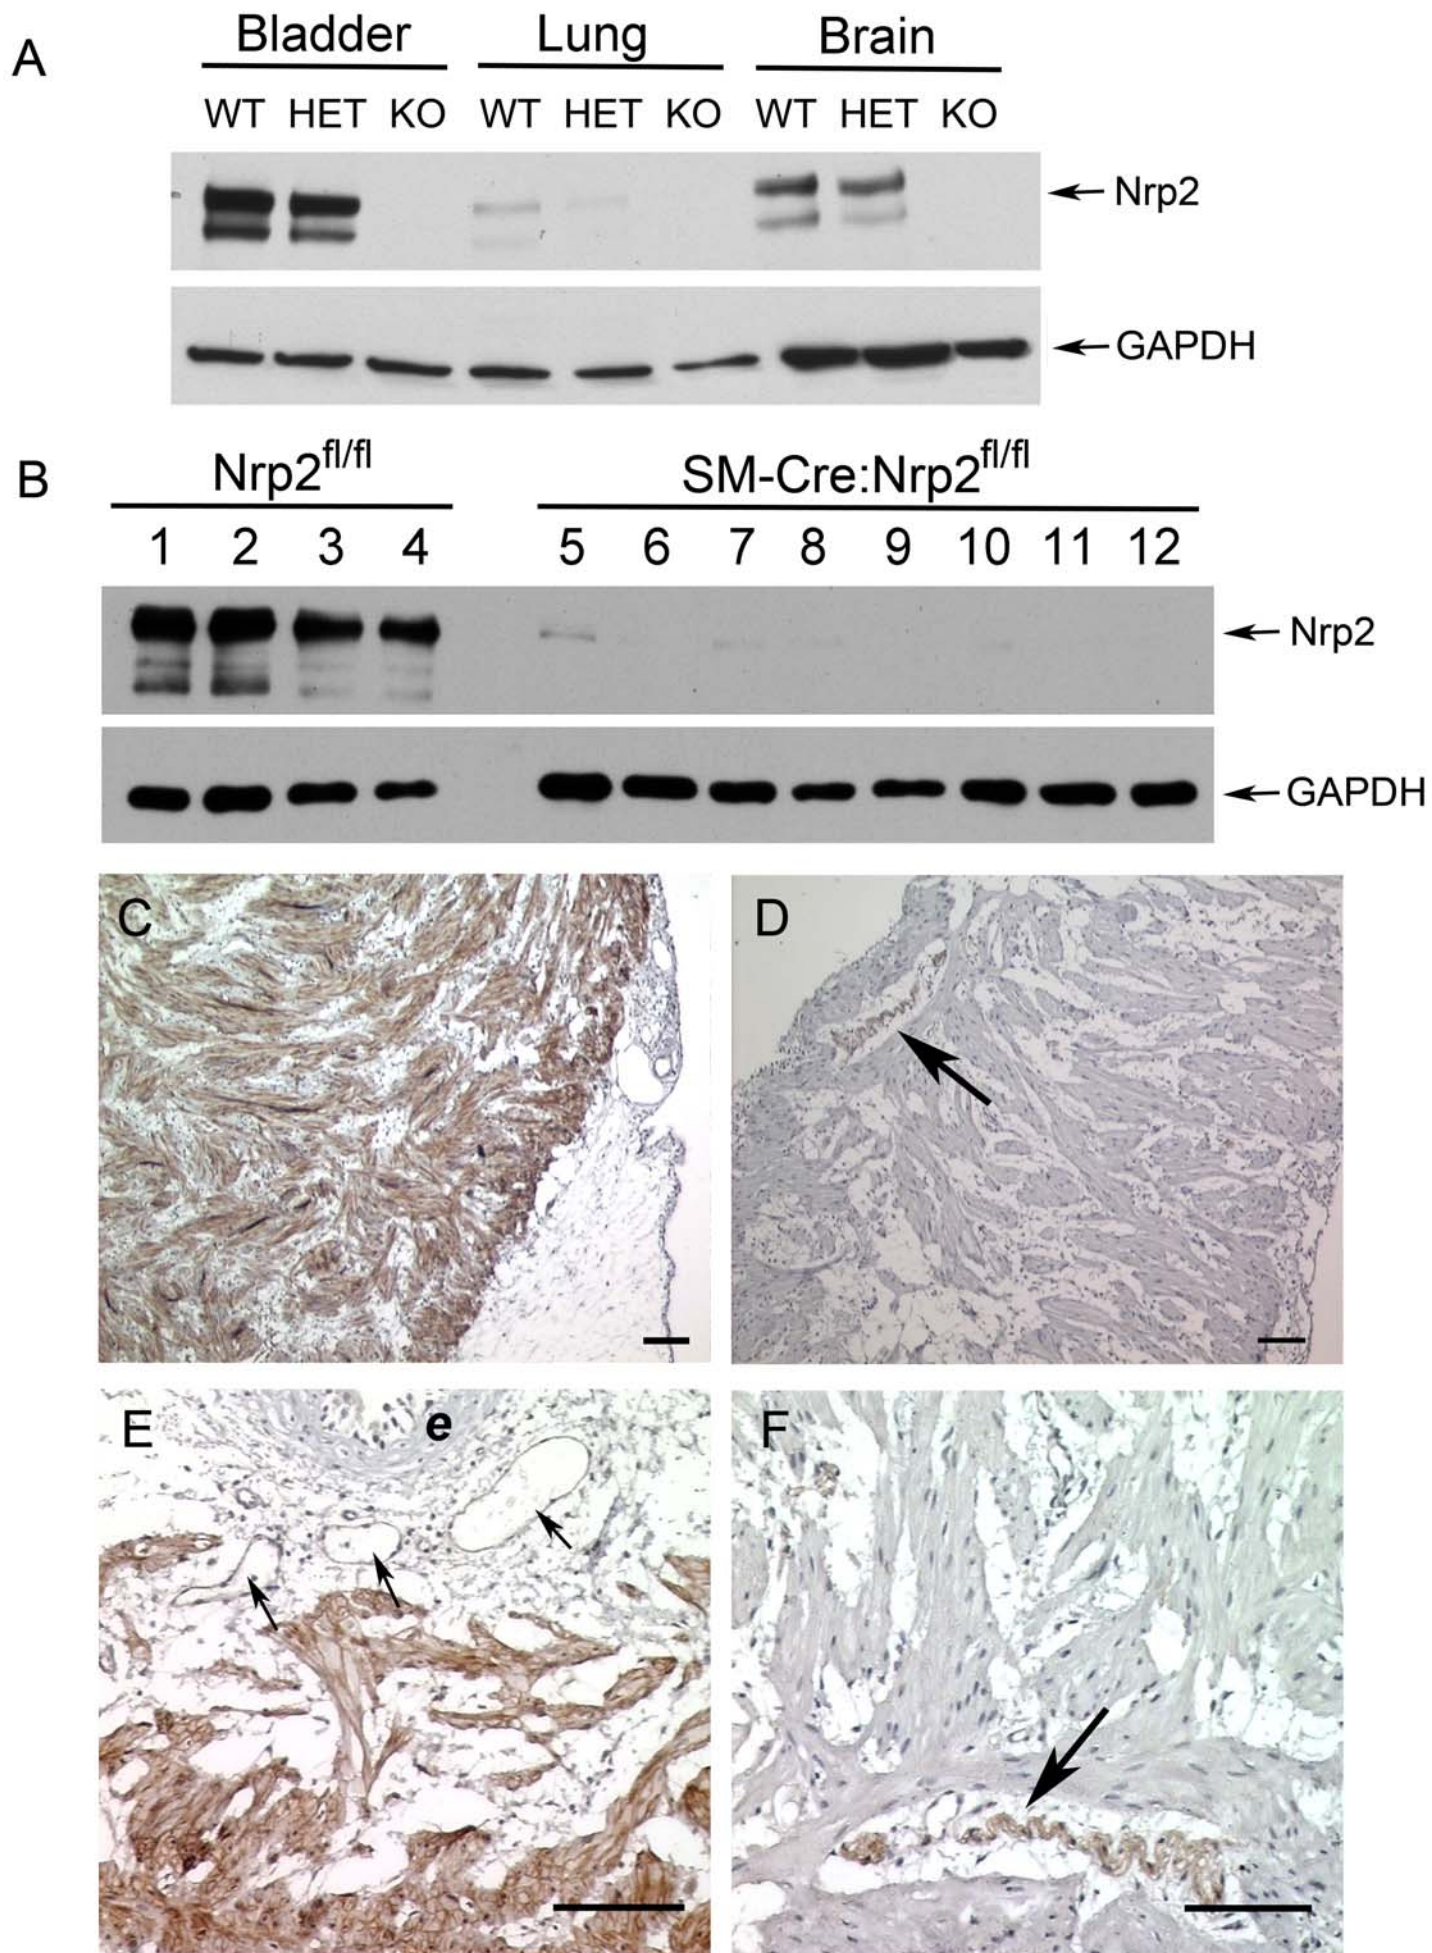 A
Bladder Lung Brain
WT HET KO WT HET KO WT HET KO
Nrp2
GAPDH
B
Nrp2fl/fl SM-Cre:Nrp2fl/fl
1 2 3 4 5 6 7 8 9 10 11 12
Nrp2
GAPDH
C D
E e F